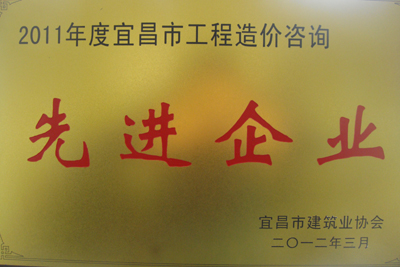 2011年度宜昌市工程造价咨询
先进企业
宜昌市建筑业协会
二〇一二年三月